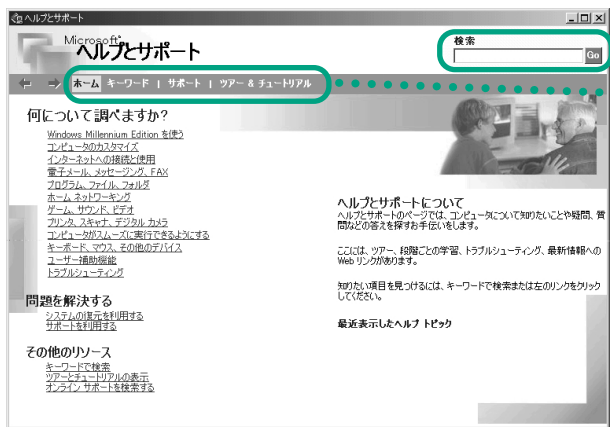 ヘルプとサポート
Microsoft
ヘルプとサポート
検索
Go
ホーム キーワード | サポート | ツアー & チュートリアル
何について調べますか?
Windows Millennium Edition を使う
コンピュータのカスタマイズ
インターネットへの接続と使用
電子メール、メッセージング、FAX
プログラム、ファイル、フォルダ
ホーム ネットワーキング
ゲーム、サウンド、ビデオ
プリンタ、スキャナ、デジタル カメラ
コンピュータがスムーズに実行できるようにする
キーボード、マウス、その他のデバイス
ユーザー補助機能
トラブルシューティング
問題を解決する
システムの復元を利用する
サポートを利用する
その他のリソース
キーワードで検索
ツアーとチュートリアルの表示
オンライン サポートを検索する
ヘルプとサポートについて
ヘルプとサポートのページでは、コンピュータについて知りたいことや疑問、質
問などの答えを探すお手伝いをします。
ここには、ツアー、段階ごとの学習、トラブルシューティング、最新情報への
Web リンクがあります。
知りたい項目を見つけるには、キーワードで検索または左のリンクをクリック
してください。
最近表示したヘルプ トピック